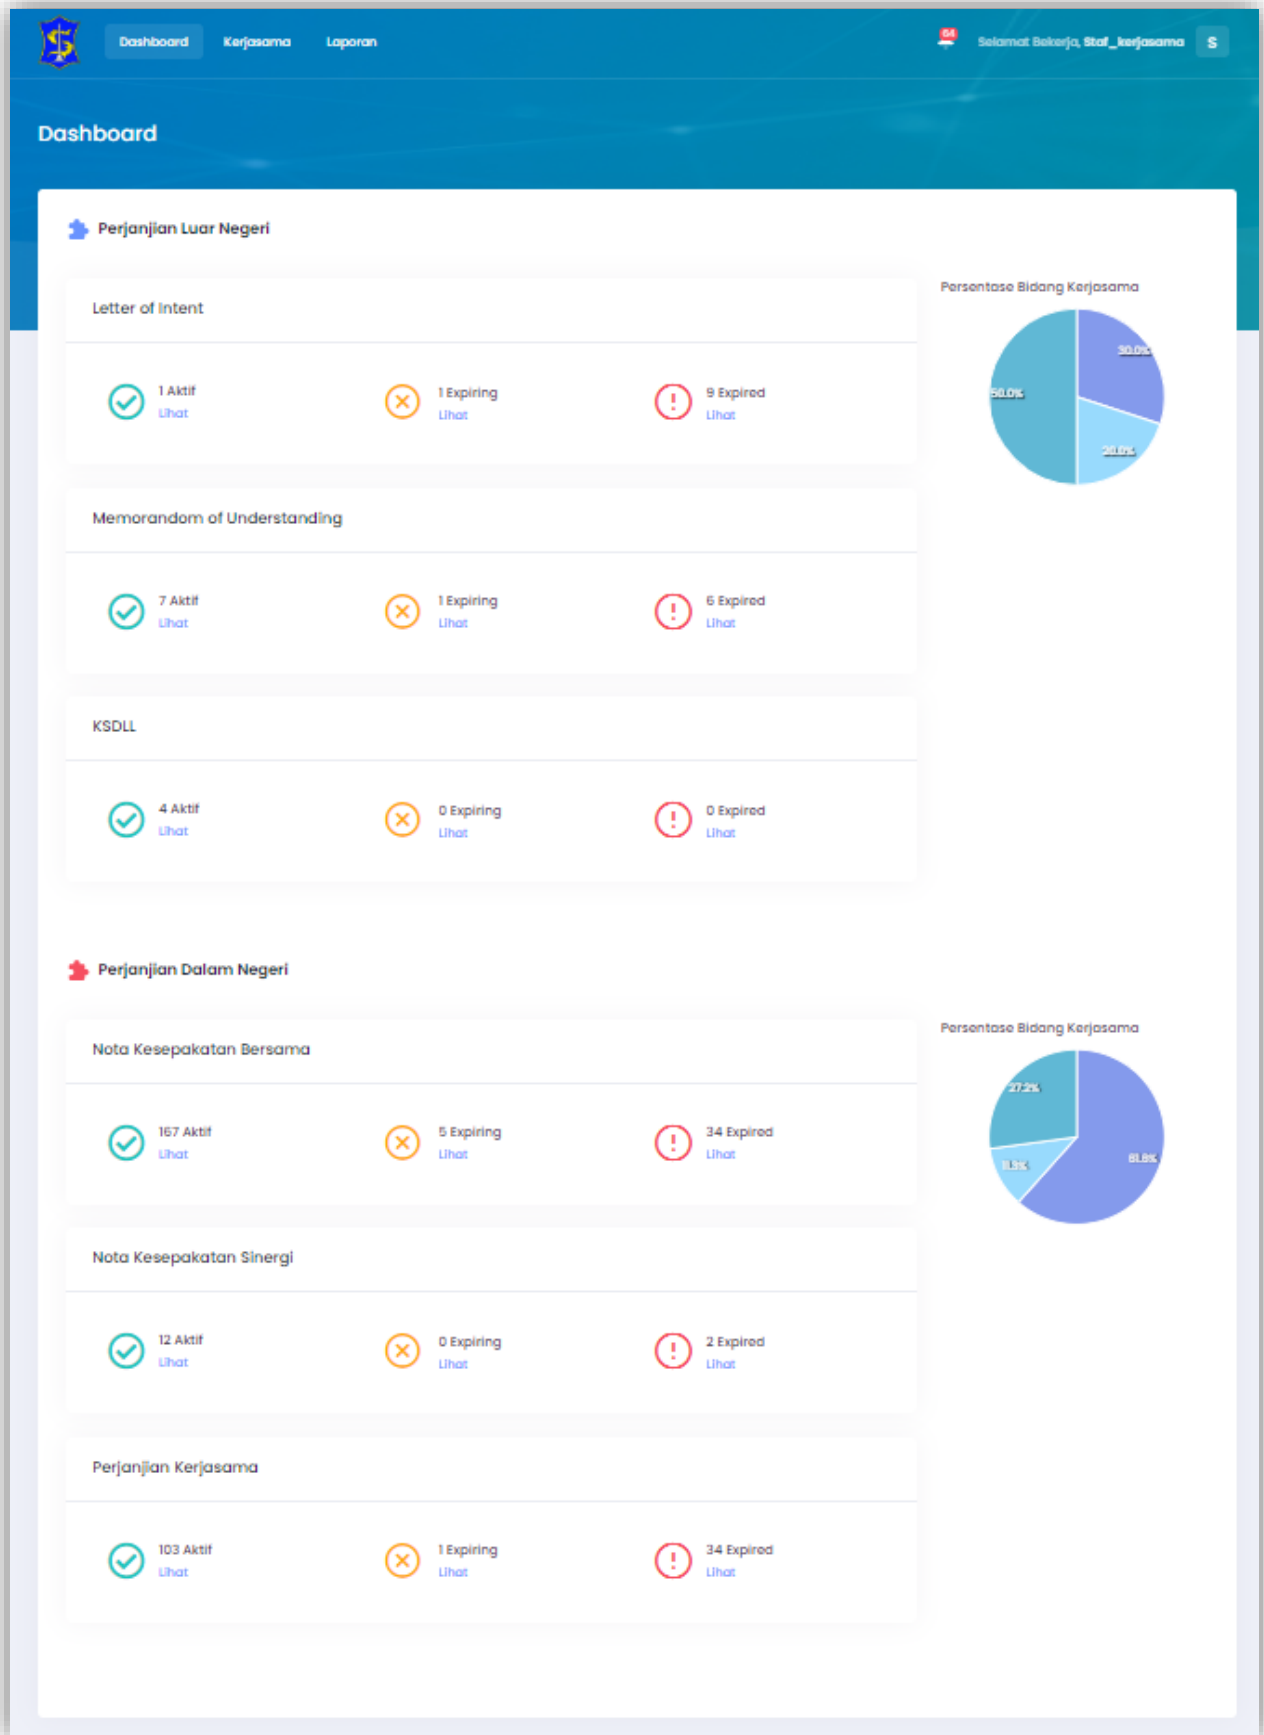 Dashboard Kerjasama Laporan 64 Selamat Bekerja, Staf_kerjasama S
Dashboard
Perjanjian Luar Negeri
Letter of Intent
1 Aktif
Lihat
1 Expiring
Lihat
9 Expired
Lihat
Persentase Bidang Kerjasama
30.0%
50.0%
20.0%
Memorandom of Understanding
7 Aktif
Lihat
1 Expiring
Lihat
6 Expired
Lihat
KSDLL
4 Aktif
Lihat
0 Expiring
Lihat
0 Expired
Lihat
Perjanjian Dalam Negeri
Nota Kesepakatan Bersama
167 Aktif
Lihat
5 Expiring
Lihat
34 Expired
Lihat
Persentase Bidang Kerjasama
27.2%
Nota Kesepakatan Sinergi
12 Aktif
Lihat
0 Expiring
Lihat
2 Expired
Lihat
Perjanjian Kerjasama
103 Aktif
Lihat
1 Expiring
Lihat
34 Expired
Lihat